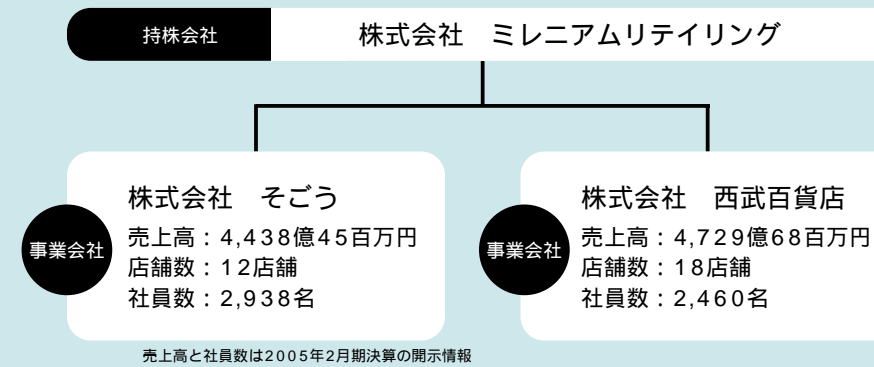 持株会社 株式会社 ミレニアムリテイリング
事業会社
株式会社 そごう
売上高：4,438億45百万円
店舗数：12店舗
社員数：2,938名
事業会社
株式会社 西武百貨店
売上高：4,729億68百万円
店舗数：18店舗
社員数：2,460名
売上高と社員数は2005年2月期決算の開示情報